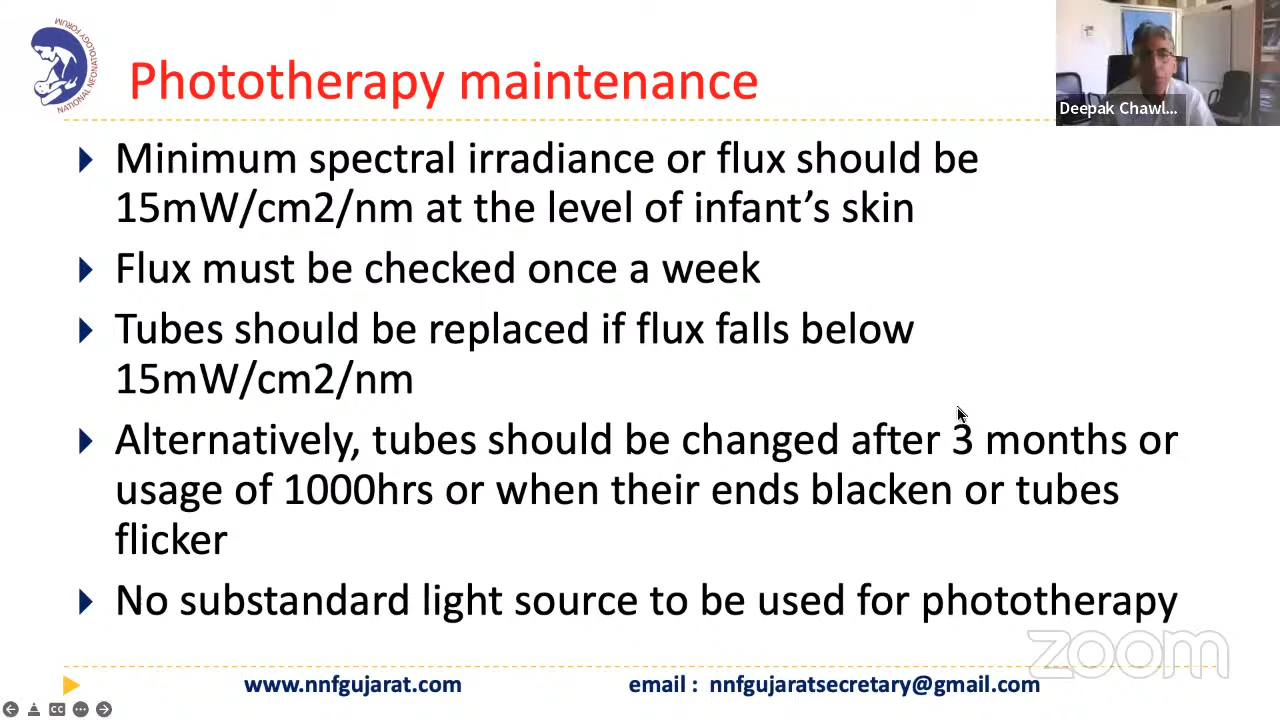 NATIONAL NEONATOLOGY FORUM
Phototherapy maintenance
Deepak Chawl...
Minimum spectral irradiance or flux should be
15mW/cm2/nm at the level of infant’s skin
Flux must be checked once a week
Tubes should be replaced if flux falls below
15mW/cm2/nm
Alternatively, tubes should be changed after 3 months or
usage of 1000hrs or when their ends blacken or tubes
flicker
No substandard light source to be used for phototherapy
zoom
www.nnfgujarat.com email : nnfgujaratsecretary@gmail.com
CC